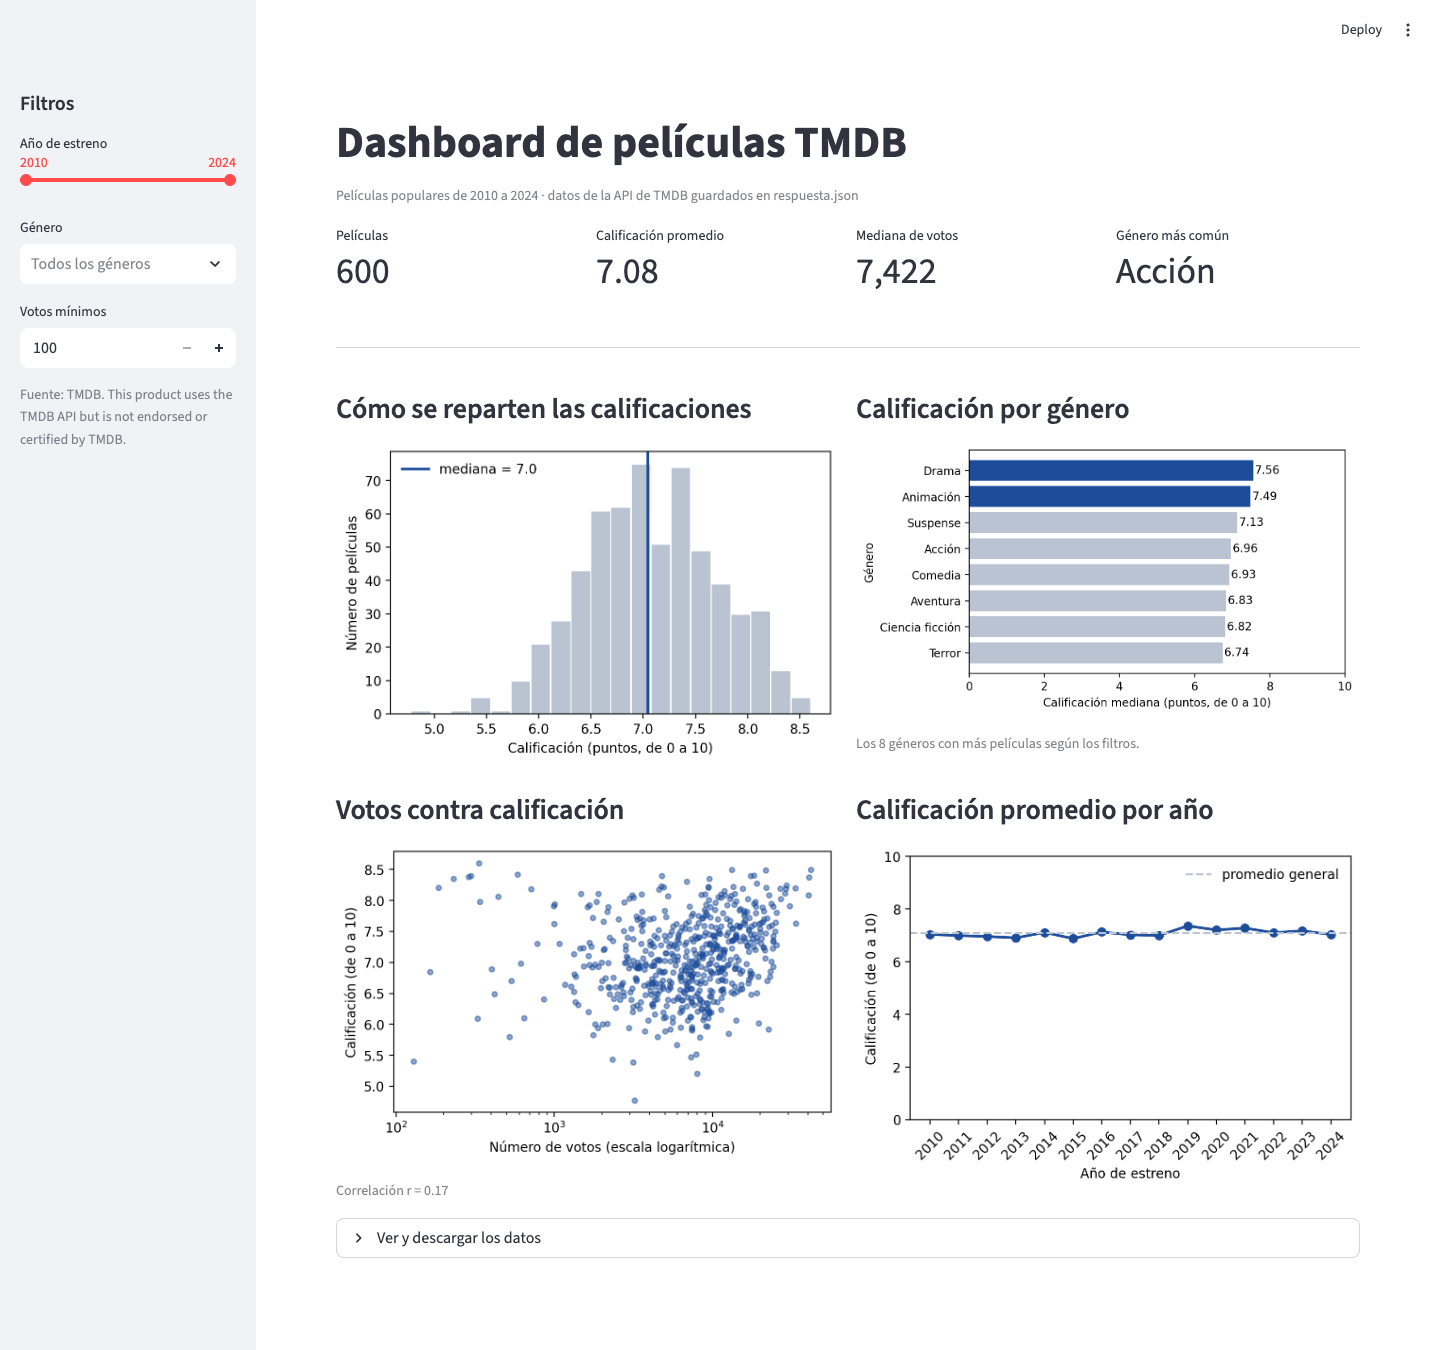 Deploy
Filtros
Año de estreno
2010 2024
Género
Todos los géneros
Votos mínimos
100
Fuente: TMDB. This product uses the
TMDB API but is not endorsed or
certified by TMDB.
Dashboard de películas TMDB
Películas populares de 2010 a 2024 · datos de la API de TMDB guardados en respuesta.json
Películas
600
Calificación promedio
7.08
Mediana de votos
7,422
Género más común
Acción
Cómo se reparten las calificaciones
mediana = 7.0
Número de películas
70
60
50
40
30
20
10
0
5.0 5.5 6.0 6.5 7.0 7.5 8.0 8.5
Calificación (puntos, de 0 a 10)
Calificación por género
Género
Drama 7.56
Animación 7.49
Suspense 7.13
Acción 6.96
Comedia 6.93
Aventura 6.83
Ciencia ficción 6.82
Terror 6.74
0 2 4 6 8 10
Calificación mediana (puntos, de 0 a 10)
Los 8 géneros con más películas según los filtros.
Votos contra calificación
Calificación (de 0 a 10)
8.5
8.0
7.5
7.0
6.5
6.0
5.5
5.0
10² 10³ 10⁴
Número de votos (escala logarítmica)
Correlación r = 0.17
Calificación promedio por año
promedio general
Calificación (de 0 a 10)
10
8
6
4
2
0
2010 2011 2012 2013 2014 2015 2016 2017 2018 2019 2020 2021 2022 2023 2024
Año de estreno
Ver y descargar los datos